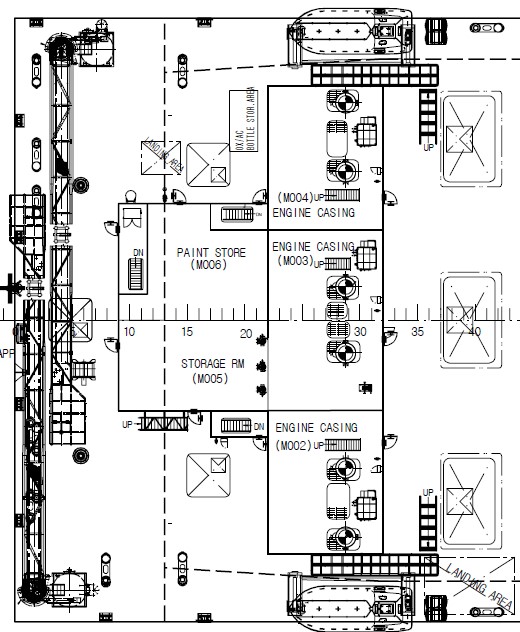 OX/AC
BOTTLE STOR.AREA
LANDING AREA
UP
(M004)
UP
ENGINE CASING
DN
PAINT STORE
(M006)
DN
ENGINE CASING
(M003)
UP
10
15
20
30
35
40
APP
STORAGE RM
(M005)
UP
DN
ENGINE CASING
(M002)
UP
UP
LANDING AREA